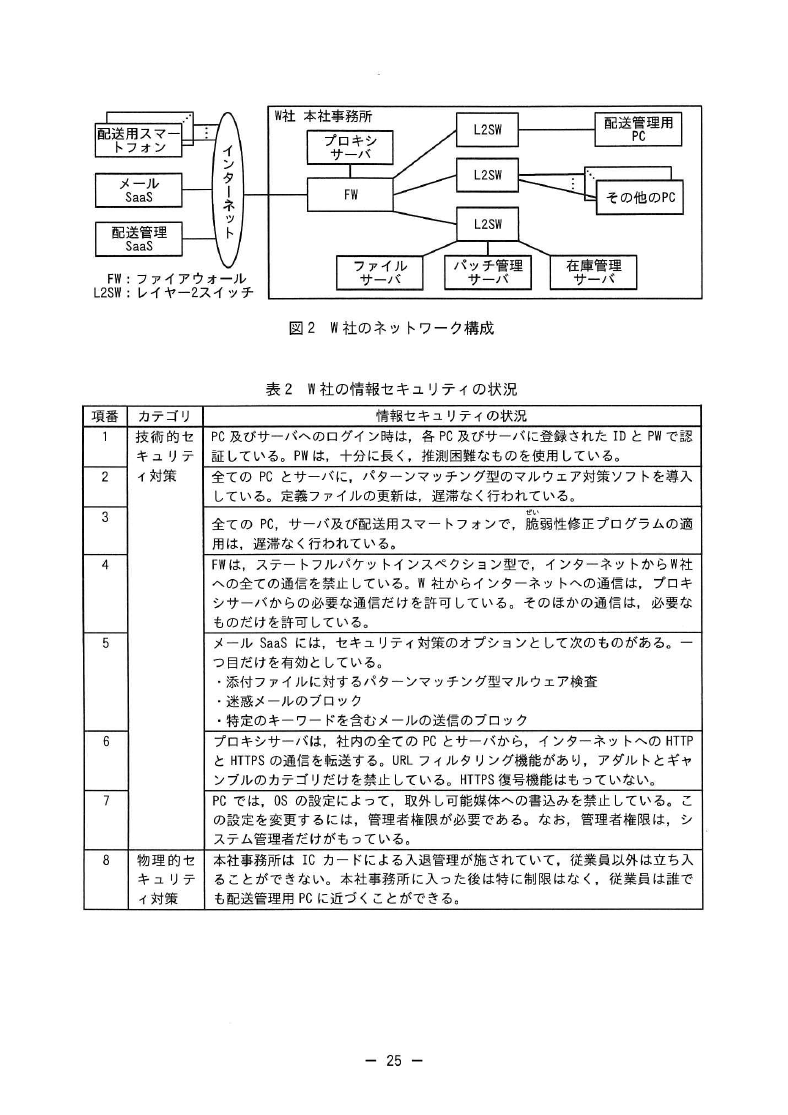 W社 本社事務所
配送用スマー
トフォン
メール
SaaS
配送管理
SaaS
インターネット
プロキシ
サーバ
FW
L2SW
L2SW
L2SW
配送管理用
PC
その他のPC
ファイル
サーバ
パッチ管理
サーバ
在庫管理
サーバ
FW：ファイアウォール
L2SW：レイヤー2スイッチ
図2 W社のネットワーク構成
表2 W社の情報セキュリティの状況
項番 カテゴリ 情報セキュリティの状況
1 技術的セ PC及びサーバへのログイン時は，各PC及びサーバに登録されたIDとPWで認
キュリテ 証している。PWは，十分に長く，推測困難なものを使用している。
2 ィ対策 全てのPCとサーバに，パターンマッチング型のマルウェア対策ソフトを導入
している。定義ファイルの更新は，遅滞なく行われている。
ぜい
3 全てのPC，サーバ及び配送用スマートフォンで，脆弱性修正プログラムの適
用は，遅滞なく行われている。
4 FWは，ステートフルパケットインスペクション型で，インターネットからW社
への全ての通信を禁止している。W社からインターネットへの通信は，プロキ
シサーバからの必要な通信だけを許可している。そのほかの通信は，必要な
ものだけを許可している。
5 メールSaaSには，セキュリティ対策のオプションとして次のものがある。一
つ目だけを有効としている。
・添付ファイルに対するパターンマッチング型マルウェア検査
・迷惑メールのブロック
・特定のキーワードを含むメールの送信のブロック
6 プロキシサーバは，社内の全てのPCとサーバから，インターネットへのHTTP
とHTTPSの通信を転送する。URLフィルタリング機能があり，アダルトとギャ
ンブルのカテゴリだけを禁止している。HTTPS復号機能はもっていない。
7 PCでは，OSの設定によって，取外し可能媒体への書込みを禁止している。こ
の設定を変更するには，管理者権限が必要である。なお，管理者権限は，シ
ステム管理者だけがもっている。
8 物理的セ 本社事務所はICカードによる入退管理が施されていて，従業員以外は立ち入
キュリテ ることができない。本社事務所に入った後は特に制限はなく，従業員は誰で
ィ対策 も配送管理用PCに近づくことができる。
－ 25 －